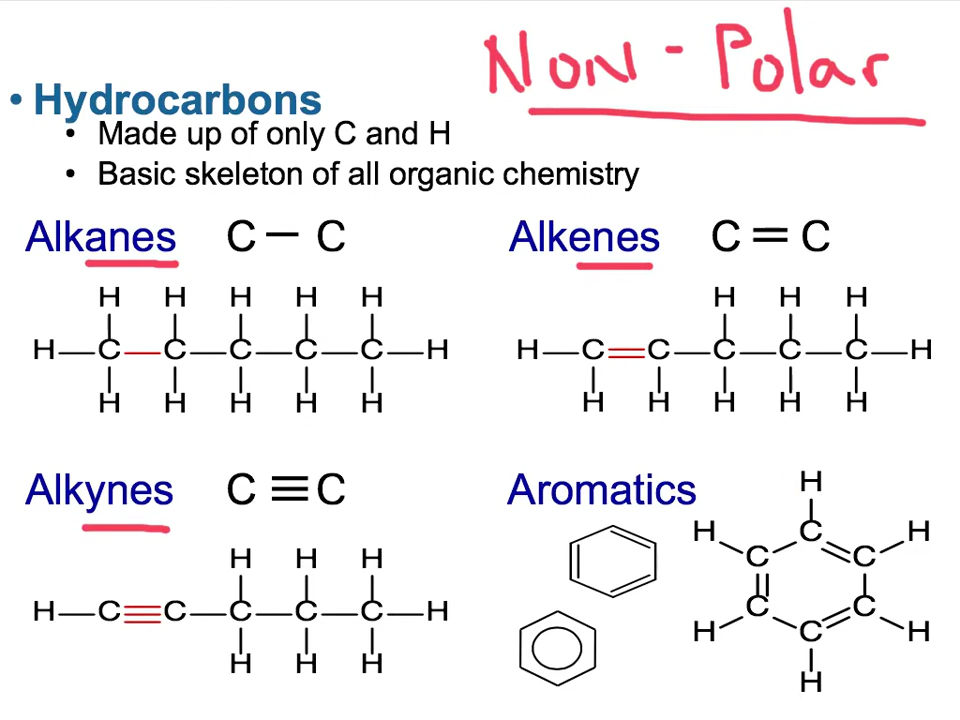 Non-Polar
• Hydrocarbons
• Made up of only C and H
• Basic skeleton of all organic chemistry
Alkanes C – C
H H H H H
H—C—C—C—C—C—H
H H H H H
Alkenes C = C
H H H
H—C=C—C—C—C—H
H H H H H
Alkynes C ≡ C
H H H
H—C≡C—C—C—C—H
H H H
Aromatics
H
H C H
C C
C C
H C H
H